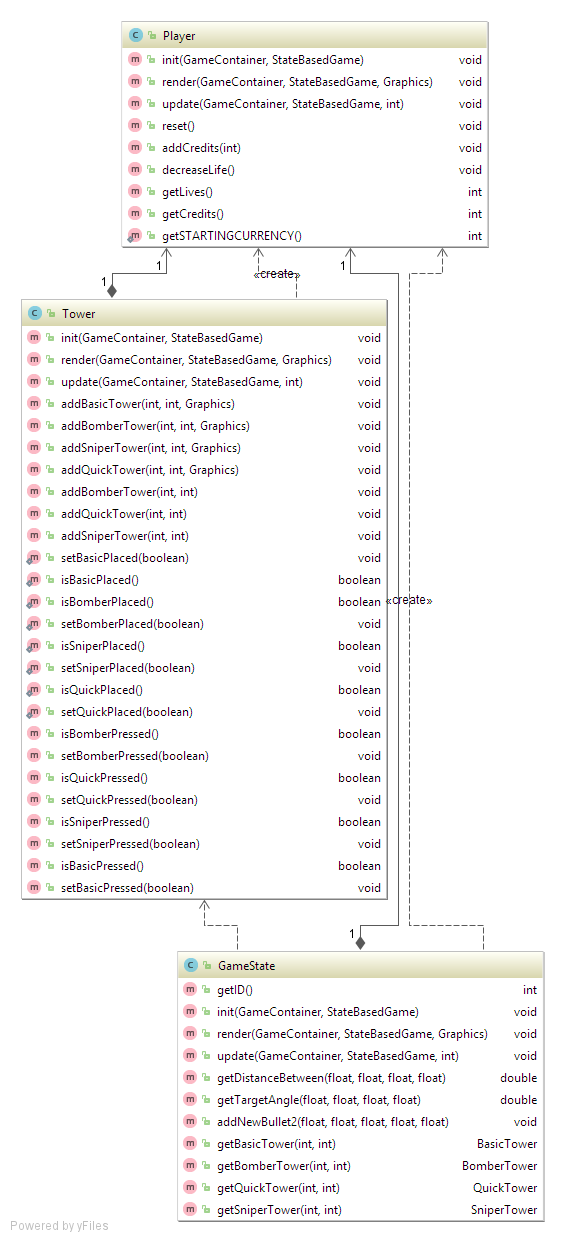 C Player
m init(GameContainer, StateBasedGame) void
m render(GameContainer, StateBasedGame, Graphics) void
m update(GameContainer, StateBasedGame, int) void
m reset() void
m addCredits(int) void
m decreaseLife() void
m getLives() int
m getCredits() int
m getSTARTINGCURRENCY() int
1 1
«create»
1
C Tower
m init(GameContainer, StateBasedGame) void
m render(GameContainer, StateBasedGame, Graphics) void
m update(GameContainer, StateBasedGame, int) void
m addBasicTower(int, int, Graphics) void
m addBomberTower(int, int, Graphics) void
m addSniperTower(int, int, Graphics) void
m addQuickTower(int, int, Graphics) void
m addBomberTower(int, int) void
m addQuickTower(int, int) void
m addSniperTower(int, int) void
m setBasicPlaced(boolean) void
m isBasicPlaced() boolean
m isBomberPlaced() boolean
«create»
m setBomberPlaced(boolean) void
m isSniperPlaced() boolean
m setSniperPlaced(boolean) void
m isQuickPlaced() boolean
m setQuickPlaced(boolean) void
m isBomberPressed() boolean
m setBomberPressed(boolean) void
m isQuickPressed() boolean
m setQuickPressed(boolean) void
m isSniperPressed() boolean
m setSniperPressed(boolean) void
m isBasicPressed() boolean
m setBasicPressed(boolean) void
1
C GameState
m getID() int
m init(GameContainer, StateBasedGame) void
m render(GameContainer, StateBasedGame, Graphics) void
m update(GameContainer, StateBasedGame, int) void
m getDistanceBetween(float, float, float, float) double
m getTargetAngle(float, float, float, float) double
m addNewBullet2(float, float, float, float, float) void
m getBasicTower(int, int) BasicTower
m getBomberTower(int, int) BomberTower
m getQuickTower(int, int) QuickTower
m getSniperTower(int, int) SniperTower
Powered by yFiles